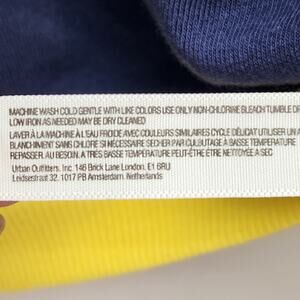 MACHINE WASH COLD GENTLE WITH LIKE COLORS USE ONLY NON-CHLORINE BLEACH TUMBLE DR
LOW IRON AS NEEDED MAY BE DRY CLEANED
LAVER À LA MACHINE À L'EAU FROIDE AVEC COULEURS SIMILAIRES CYCLE DÉLICAT UTILISER UN A
BLANCHIMENT SANS CHLORE SI NÉCESSAIRE SÉCHER PAR CULBUTAGE À BASSE TEMPÉRATURE
REPASSER AU BESOIN. A TRÈS BASSE TEMPÉRATURE PEUT-ÊTRE ÊTRE NETTOYÉE A SEC
Urban Outfitters, Inc. 146 Brick Lane London. E1 6RU
Leidsestraat 32. 1017 PB Amsterdam. Netherlands